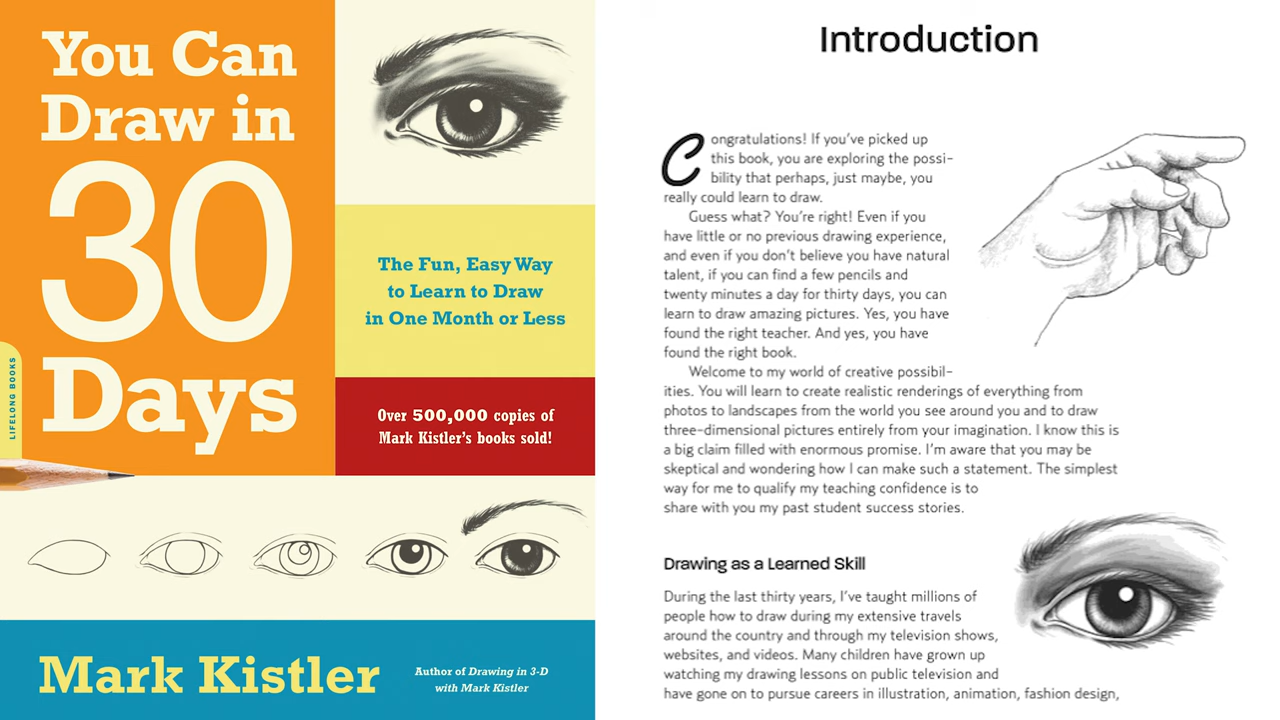 You Can
Draw in
30
Days
The Fun, Easy Way
to Learn to Draw
in One Month or Less
Over 500,000 copies of
Mark Kistler's books sold!
LIFELONG BOOKS
Mark Kistler
Author of Drawing in 3-D
with Mark Kistler
Introduction
Congratulations! If you've picked up
this book, you are exploring the possi-
bility that perhaps, just maybe, you
really could learn to draw.
Guess what? You're right! Even if you
have little or no previous drawing experience,
and even if you don't believe you have natural
talent, if you can find a few pencils and
twenty minutes a day for thirty days, you can
learn to draw amazing pictures. Yes, you have
found the right teacher. And yes, you have
found the right book.
Welcome to my world of creative possibil-
ities. You will learn to create realistic renderings of everything from
photos to landscapes from the world you see around you and to draw
three-dimensional pictures entirely from your imagination. I know this is
a big claim filled with enormous promise. I'm aware that you may be
skeptical and wondering how I can make such a statement. The simplest
way for me to qualify my teaching confidence is to
share with you my past student success stories.
Drawing as a Learned Skill
During the last thirty years, I've taught millions of
people how to draw during my extensive travels
around the country and through my television shows,
websites, and videos. Many children have grown up
watching my drawing lessons on public television and
have gone on to pursue careers in illustration, animation, fashion design,